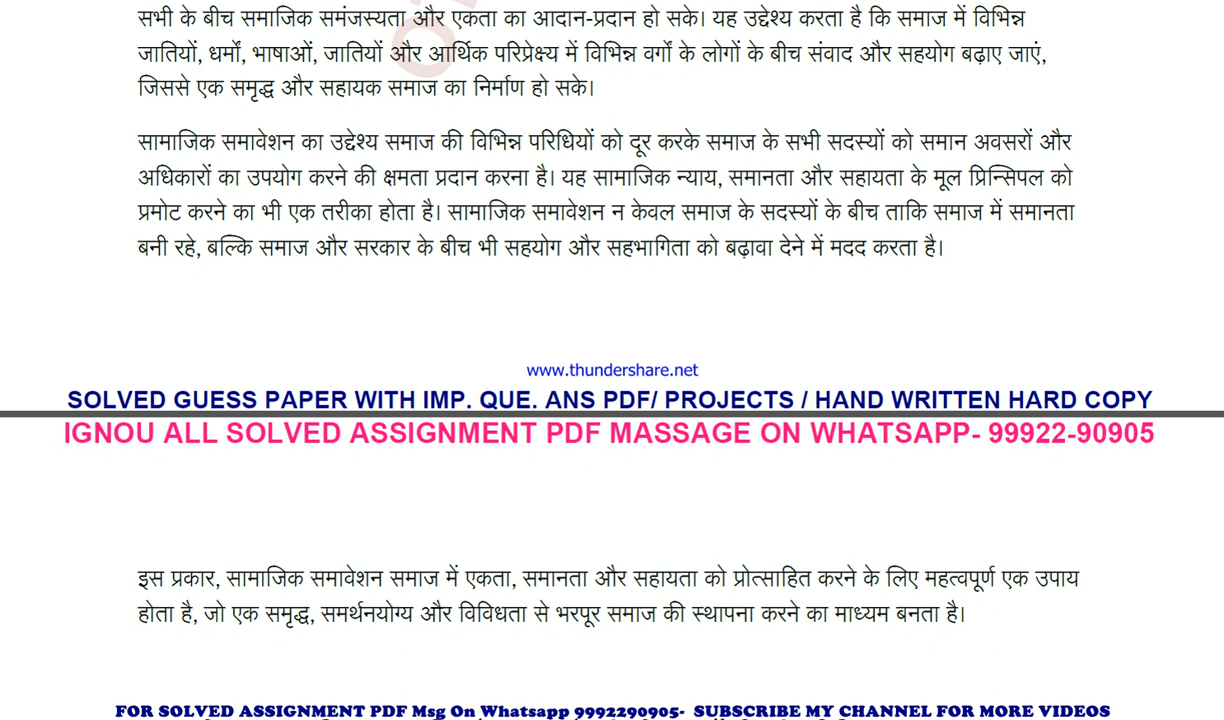 सभी के बीच सामाजिक समंजस्यता और एकता का आदान-प्रदान हो सके। यह उद्देश्य करता है कि समाज में विभिन्न
जातियों, धर्मों, भाषाओं, जातियों और आर्थिक परिप्रेक्ष्य में विभिन्न वर्गों के लोगों के बीच संवाद और सहयोग बढ़ाए जाएं,
जिससे एक समृद्ध और सहायक समाज का निर्माण हो सके।
सामाजिक समावेशन का उद्देश्य समाज की विभिन्न परिधियों को दूर करके समाज के सभी सदस्यों को समान अवसरों और
अधिकारों का उपयोग करने की क्षमता प्रदान करना है। यह सामाजिक न्याय, समानता और सहायता के मूल प्रिन्सिपल को
प्रमोट करने का भी एक तरीका होता है। सामाजिक समावेशन न केवल समाज के सदस्यों के बीच ताकि समाज में समानता
बनी रहे, बल्कि समाज और सरकार के बीच भी सहयोग और सहभागिता को बढ़ावा देने में मदद करता है।
www.thundershare.net
SOLVED GUESS PAPER WITH IMP. QUE. ANS PDF/ PROJECTS / HAND WRITTEN HARD COPY
IGNOU ALL SOLVED ASSIGNMENT PDF MASSAGE ON WHATSAPP- 99922-90905
इस प्रकार, सामाजिक समावेशन समाज में एकता, समानता और सहायता को प्रोत्साहित करने के लिए महत्वपूर्ण एक उपाय
होता है, जो एक समृद्ध, समर्थनयोग्य और विविधता से भरपूर समाज की स्थापना करने का माध्यम बनता है।
FOR SOLVED ASSIGNMENT PDF Msg On Whatsapp 9992290905- SUBSCRIBE MY CHANNEL FOR MORE VIDEOS